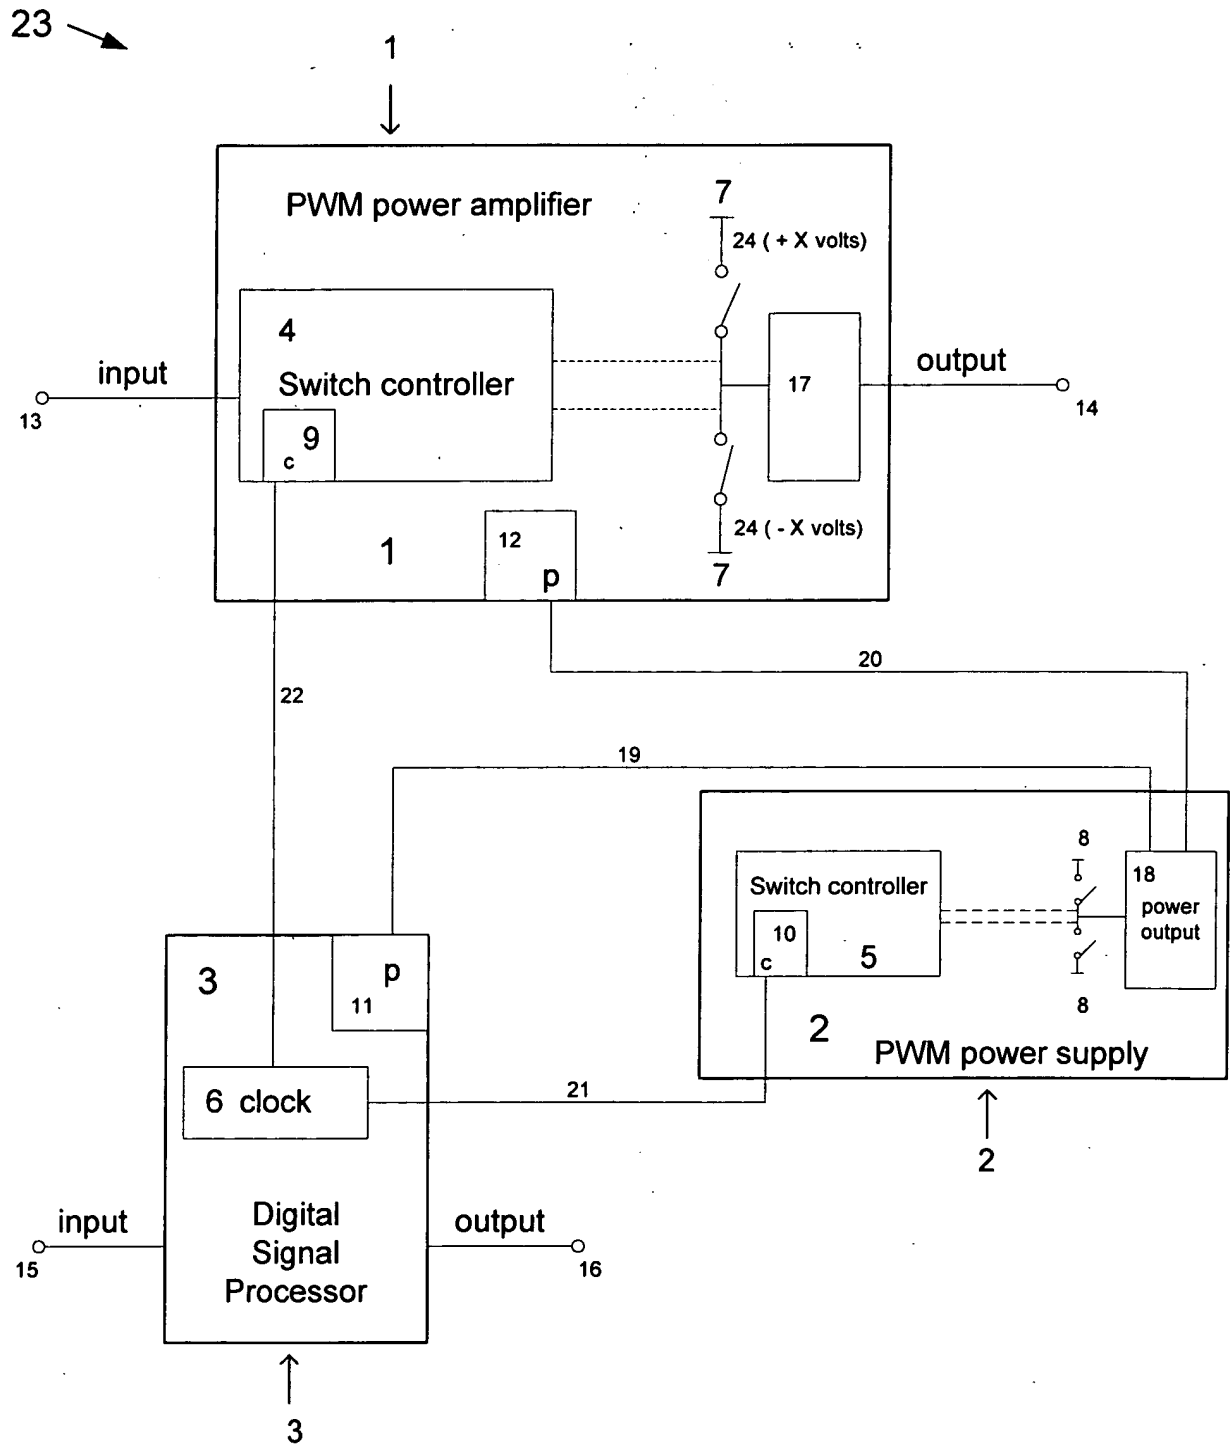 23
1
PWM power amplifier
7
24 ( + X volts)
4
Switch controller
input
13
9
c
17
output
14
24 ( - X volts)
7
12
p
1
20
22
19
8
Switch controller
10
c
5
18
power
output
8
2
PWM power supply
2
3
p
11
6 clock
21
input
15
Digital
Signal
Processor
output
16
3